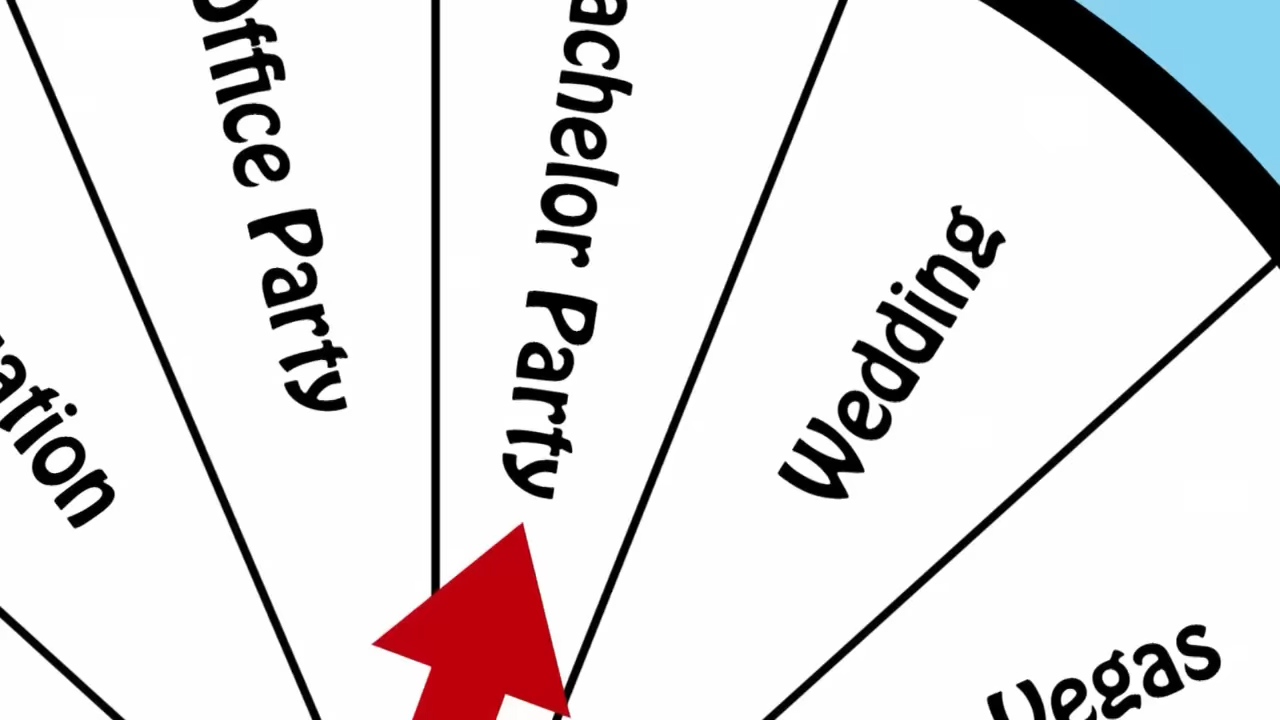 ation
Office Party
achelor Party
Wedding
Vegas